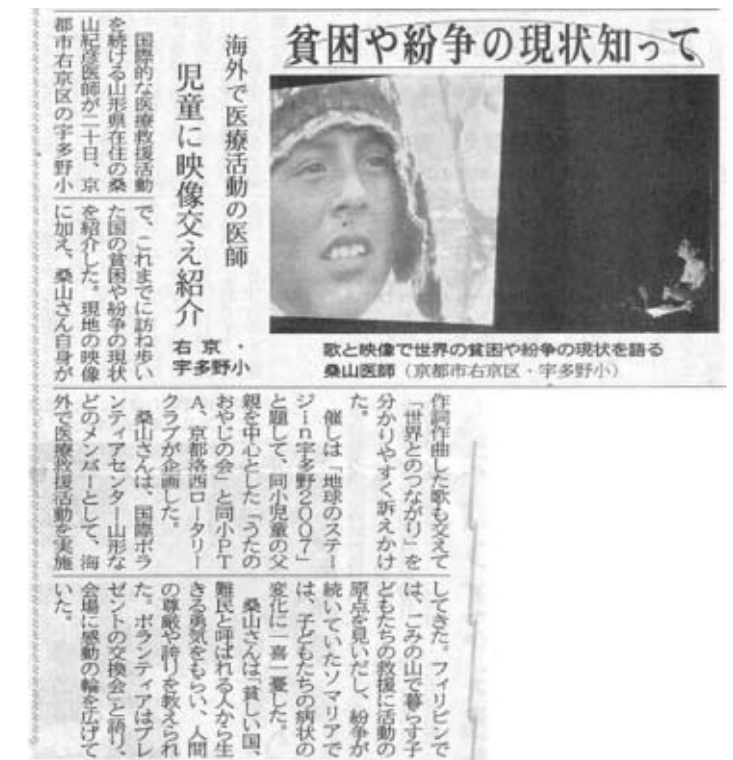 貧困や紛争の現状知って
海外で医療活動の医師
児童に映像交え紹介
右京・
宇多野小
歌と映像で世界の貧困や紛争の現状を語る
桑山医師（京都市右京区・宇多野小）
国際的な医療救援活動
を続ける山形県在住の桑
山紀彦医師が二十日、京
都市右京区の宇多野小
で、これまでに訪ね歩い
た国の貧困や紛争の現状
を紹介した。現地の映像
に加え、桑山さん自身が
作詞作曲した歌も交えて
「世界とのつながり」を
分かりやすく訴えかけ
た。
催しは「地球のステー
ジin宇多野2007」
と題して、同小児童の父
親を中心とした「うたの
おやじの会」と同小PT
A、京都洛西ロータリー
クラブが企画した。
桑山さんは、国際ボラ
ンティアセンター山形な
どのメンバーとして、海
外で医療救援活動を実施
してきた。フィリピンで
は、ごみの山で暮らす子
どもたちの救援に活動の
原点を見いだし、紛争が
続いていたソマリアで
は、子どもたちの病状の
変化に一喜一憂した。
桑山さんは「貧しい国、
難民と呼ばれる人から生
きる勇気をもらい、人間
の尊厳や誇りを教えられ
た。ボランティアはプレ
ゼントの交換会」と語り、
会場に感動の輪を広げて
いた。